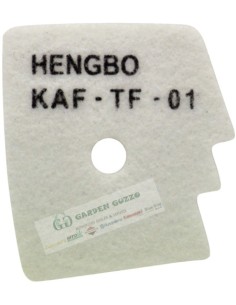 HENGBO
KAF - TF - 01
GARDEN GUZZO